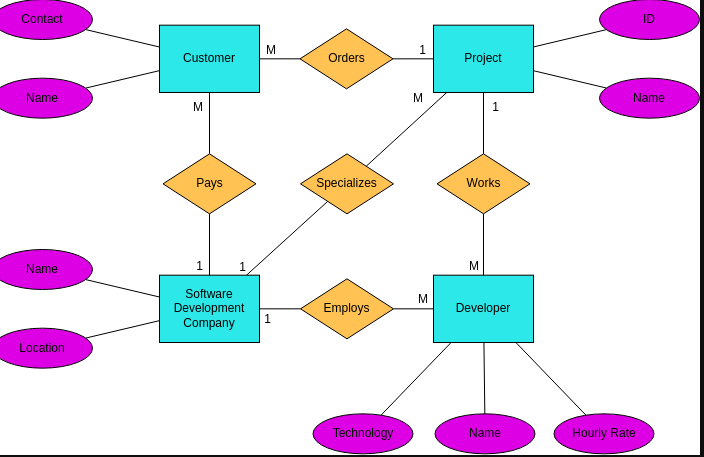 Contact
ID
Customer
M
Orders
1
Project
Name
Name
M
M
1
Pays
Specializes
Works
1
1
M
Name
Software
Development
Company
1
Employs
M
Developer
Location
Technology
Name
Hourly Rate